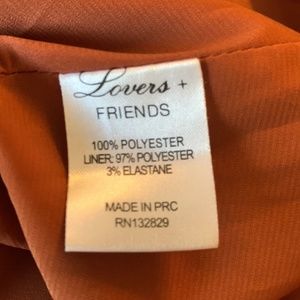 Lovers +
FRIENDS
100% POLYESTER
LINER: 97% POLYESTER
3% ELASTANE
MADE IN PRC
RN132829